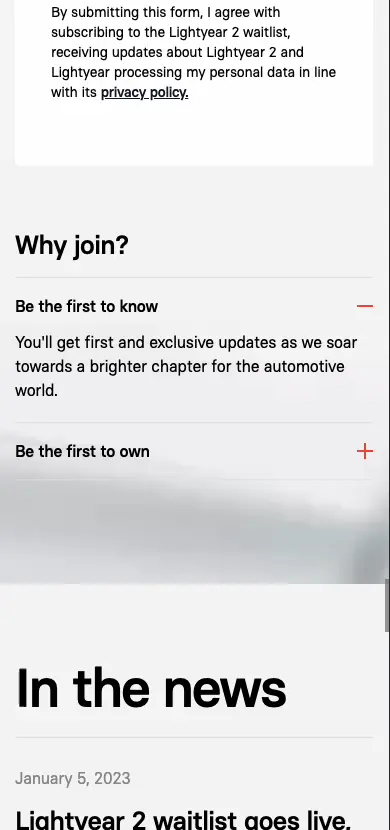 By submitting this form, I agree with
subscribing to the Lightyear 2 waitlist,
receiving updates about Lightyear 2 and
Lightyear processing my personal data in line
with its privacy policy.
Why join?
Be the first to know
You'll get first and exclusive updates as we soar
towards a brighter chapter for the automotive
world.
Be the first to own
In the news
January 5, 2023
Lightyear 2 waitlist goes live,